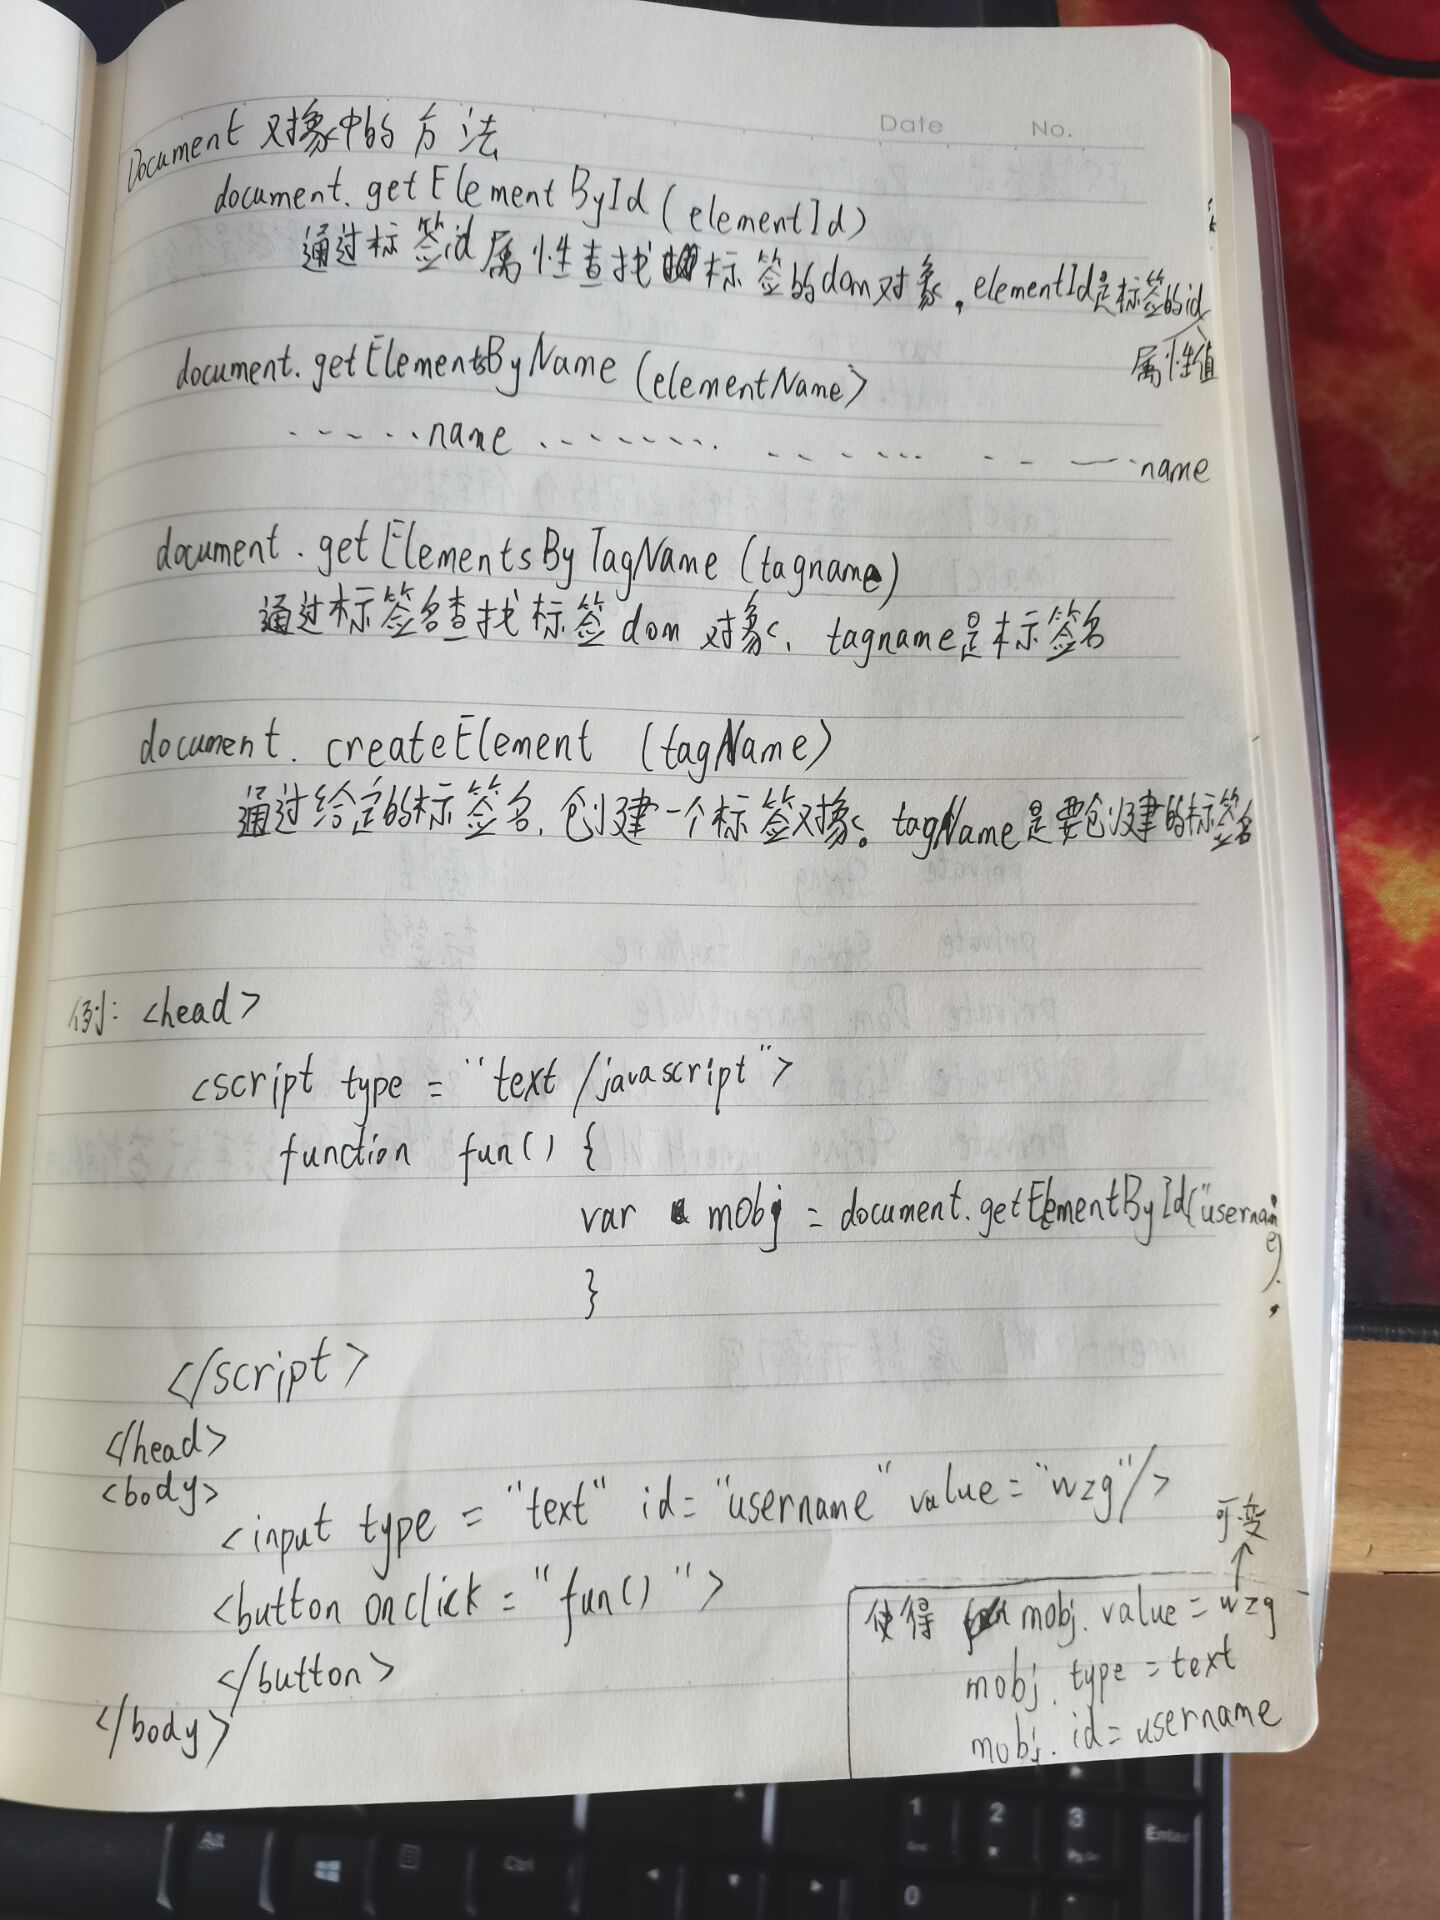 Date No.
Document 对象中的方法
document.getElementById(elementId)
通过标签id属性查找标签的dom对象,elementId是标签的id
属性值
document.getElementsByName(elementName)
......name ........ ....... .. —..name
document.getElementsByTagName(tagname)
通过标签名查找标签dom对象、tagname是标签名
document.createElement (tagName)
通过给定的标签名,创建一个标签对象。tagName是要创建的标签名
例: <head>
<script type = "text/javascript">
function fun() {
var mobj = document.getElementById("username");
}
</script>
</head>
<body>
<input type = "text" id="username" value="wzg"/>
<button onclick="fun()">
</button>
</body>
可变
使得 mobj.value = wzg
mobj.type = text
mobj.id = username
Alt Ctrl 1 2 3 Enter
0